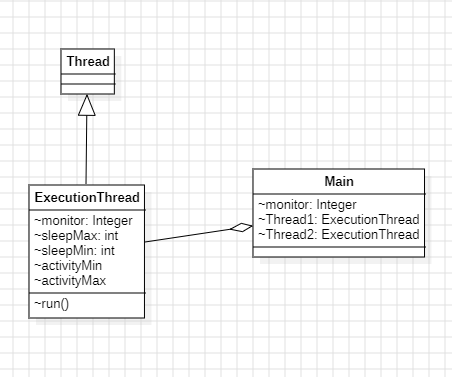 Thread
ExecutionThread
~monitor: Integer
~sleepMax: int
~sleepMin: int
~activityMin
~activityMax
~run()
Main
~monitor: Integer
~Thread1: ExecutionThread
~Thread2: ExecutionThread